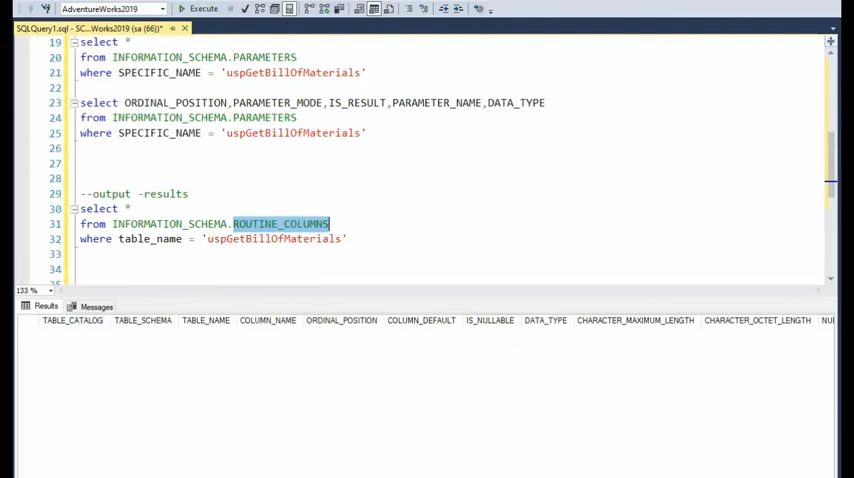 AdventureWorks2019 Execute
SQLQuery1.sql - SC...Works2019 (sa (66))*
19 select *
20 from INFORMATION_SCHEMA.PARAMETERS
21 where SPECIFIC_NAME = 'uspGetBillOfMaterials'
22
23 select ORDINAL_POSITION,PARAMETER_MODE,IS_RESULT,PARAMETER_NAME,DATA_TYPE
24 from INFORMATION_SCHEMA.PARAMETERS
25 where SPECIFIC_NAME = 'uspGetBillOfMaterials'
26
27
28
29 --output -results
30 select *
31 from INFORMATION_SCHEMA.ROUTINE_COLUMNS
32 where table_name = 'uspGetBillOfMaterials'
33
34
35
133 %
Results Messages
TABLE_CATALOG TABLE_SCHEMA TABLE_NAME COLUMN_NAME ORDINAL_POSITION COLUMN_DEFAULT IS_NULLABLE DATA_TYPE CHARACTER_MAXIMUM_LENGTH CHARACTER_OCTET_LENGTH NU